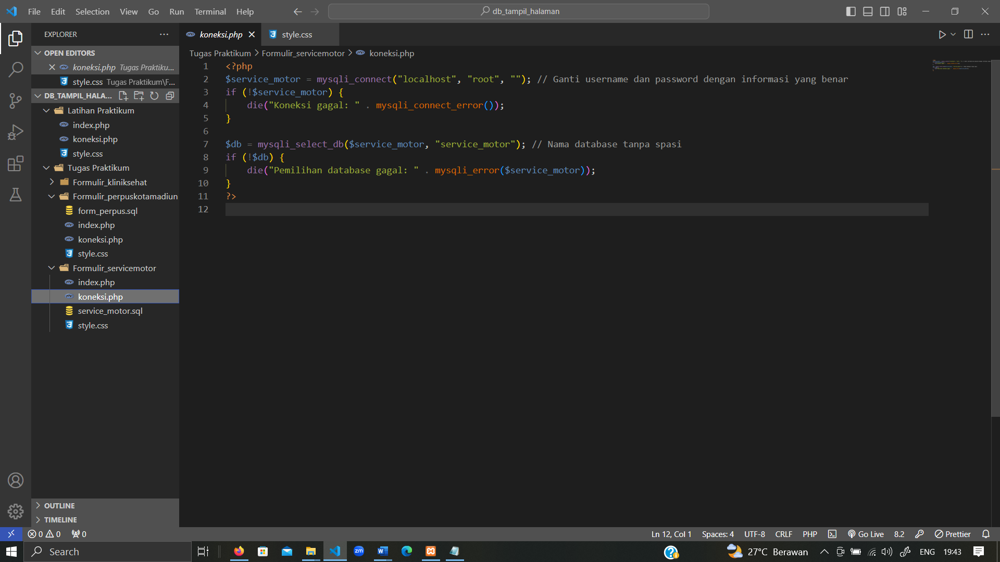 File Edit Selection View Go Run Terminal Help
db_tampil_halaman
EXPLORER
OPEN EDITORS
koneksi.php Tugas Praktiku...
style.css Tugas Praktikum\F...
DB_TAMPIL_HALA...
Latihan Praktikum
index.php
koneksi.php
style.css
Tugas Praktikum
Formulir_kliniksehat
Formulir_perpuskotamadiun
form_perpus.sql
index.php
koneksi.php
style.css
Formulir_servicemotor
index.php
koneksi.php
service_motor.sql
style.css
OUTLINE
TIMELINE
koneksi.php
style.css
Tugas Praktikum > Formulir_servicemotor > koneksi.php
1 <?php
2 $service_motor = mysqli_connect("localhost", "root", ""); // Ganti username dan password dengan informasi yang benar
3 if (!$service_motor) {
4 die("Koneksi gagal: " . mysqli_connect_error());
5 }
6
7 $db = mysqli_select_db($service_motor, "service_motor"); // Nama database tanpa spasi
8 if (!$db) {
9 die("Pemilihan database gagal: " . mysqli_error($service_motor));
10 }
11 ?>
12
0 0 0
Ln 12, Col 1 Spaces: 4 UTF-8 CRLF PHP Go Live 8.2 Prettier
Search
zm
27°C Berawan
ENG 19:43